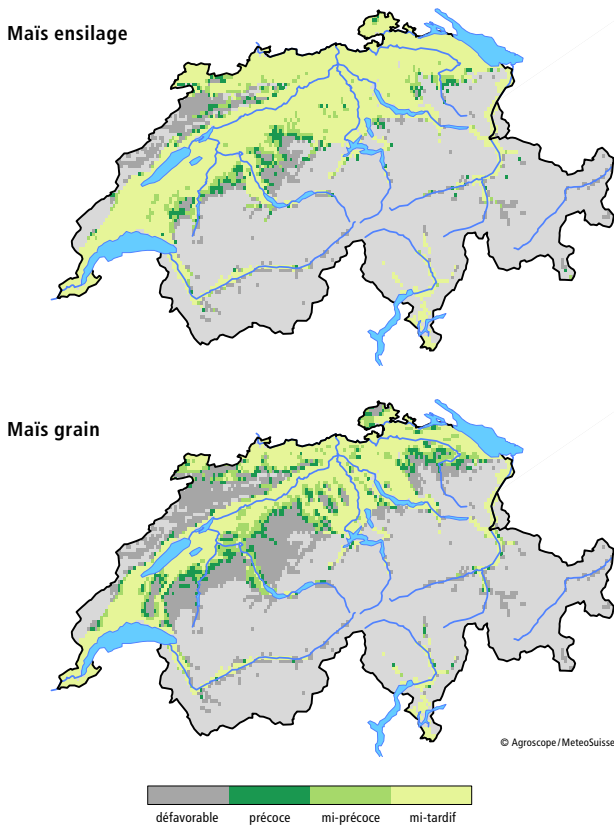 Maïs ensilage
Maïs grain
© Agroscope/MeteoSuisse
défavorable précoce mi-précoce mi-tardif